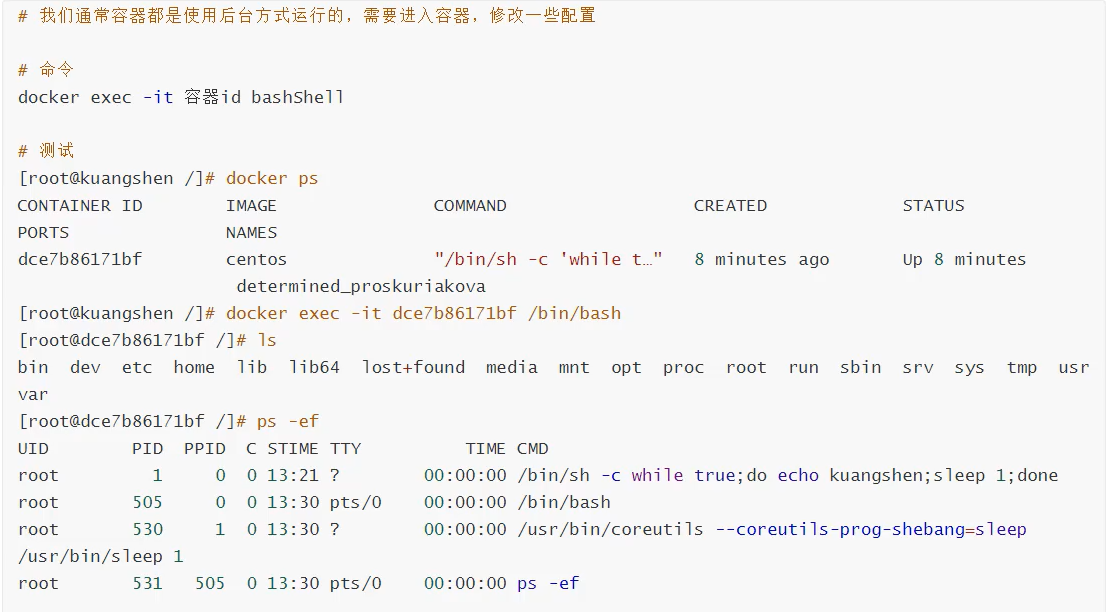 # 我们通常容器都是使用后台方式运行的，需要进入容器，修改一些配置
# 命令
docker exec -it 容器id bashShell
# 测试
[root@kuangshen /]# docker ps
CONTAINER ID        IMAGE               COMMAND                  CREATED             STATUS
PORTS               NAMES
dce7b86171bf        centos              "/bin/sh -c 'while t…"   8 minutes ago       Up 8 minutes
determined_proskuriakova
[root@kuangshen /]# docker exec -it dce7b86171bf /bin/bash
[root@dce7b86171bf /]# ls
bin  dev  etc  home  lib  lib64  lost+found  media  mnt  opt  proc  root  run  sbin  srv  sys  tmp  usr
var
[root@dce7b86171bf /]# ps -ef
UID        PID  PPID  C STIME TTY          TIME CMD
root         1     0  0 13:21 ?        00:00:00 /bin/sh -c while true;do echo kuangshen;sleep 1;done
root       505     0  0 13:30 pts/0    00:00:00 /bin/bash
root       530     1  0 13:30 ?        00:00:00 /usr/bin/coreutils --coreutils-prog-shebang=sleep
/usr/bin/sleep 1
root       531   505  0 13:30 pts/0    00:00:00 ps -ef